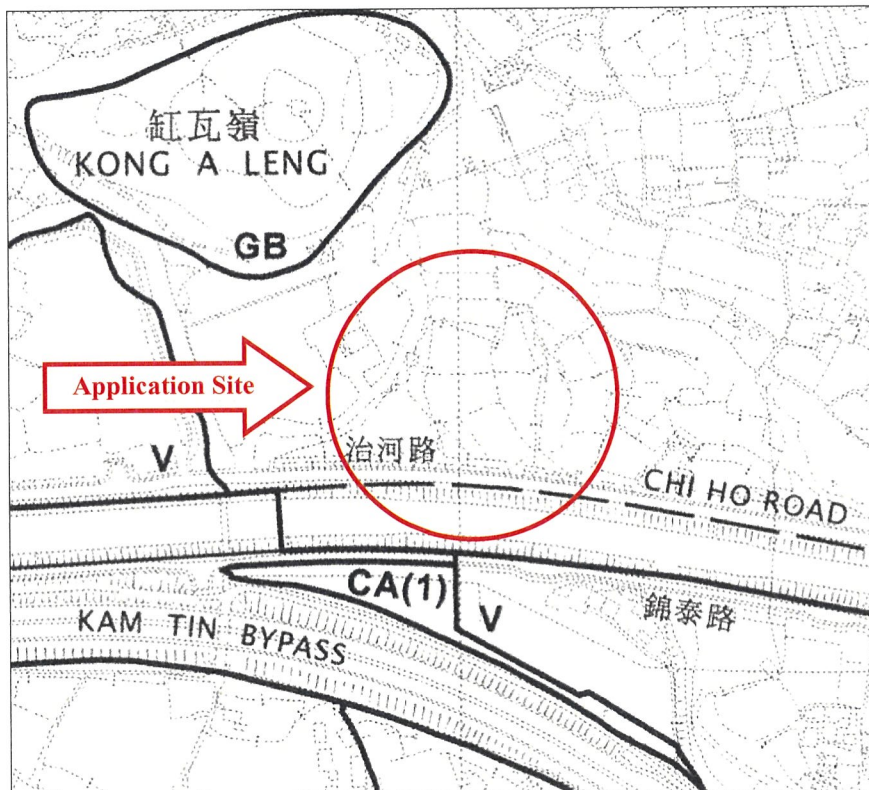 缸瓦嶺
KONG A LENG
GB
Application Site
V
治河路
CHI HO ROAD
CA(1)
V
錦泰路
KAM TIN BYPASS